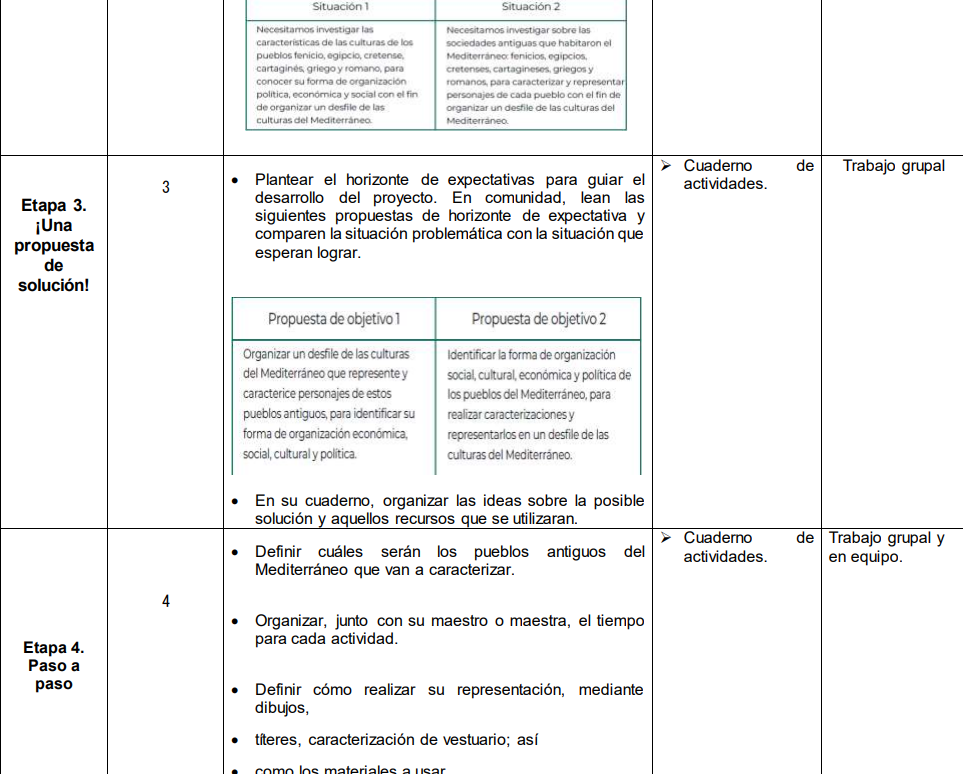 Situación 1
Situación 2
Necesitamos investigar las
características de las culturas de los
pueblos fenicio, egipcio, cretense,
cartaginés, griego y romano, para
conocer su forma de organización
política, económica y social con el fin
de organizar un desfile de las
culturas del Mediterráneo.
Necesitamos investigar sobre las
sociedades antiguas que habitaron el
Mediterráneo: fenicios, egipcios,
cretenses, cartagineses, griegos y
romanos, para caracterizar y representar
personajes de cada pueblo con el fin de
organizar un desfile de las culturas del
Mediterráneo.
Etapa 3.
¡Una
propuesta
de
solución!
3
• Plantear el horizonte de expectativas para guiar el
desarrollo del proyecto. En comunidad, lean las
siguientes propuestas de horizonte de expectativa y
comparen la situación problemática con la situación que
esperan lograr.
Propuesta de objetivo 1
Propuesta de objetivo 2
Organizar un desfile de las culturas
del Mediterráneo que represente y
caracterice personajes de estos
pueblos antiguos, para identificar su
forma de organización económica,
social, cultural y política.
Identificar la forma de organización
social, cultural, económica y política de
los pueblos del Mediterráneo, para
realizar caracterizaciones y
representarlos en un desfile de las
culturas del Mediterráneo.
• En su cuaderno, organizar las ideas sobre la posible
solución y aquellos recursos que se utilizaran.
➢ Cuaderno de
actividades.
Trabajo grupal
Etapa 4.
Paso a
paso
4
• Definir cuáles serán los pueblos antiguos del
Mediterráneo que van a caracterizar.
• Organizar, junto con su maestro o maestra, el tiempo
para cada actividad.
• Definir cómo realizar su representación, mediante
dibujos,
• títeres, caracterización de vestuario; así
• como los materiales a usar
➢ Cuaderno de
actividades.
Trabajo grupal y
en equipo.